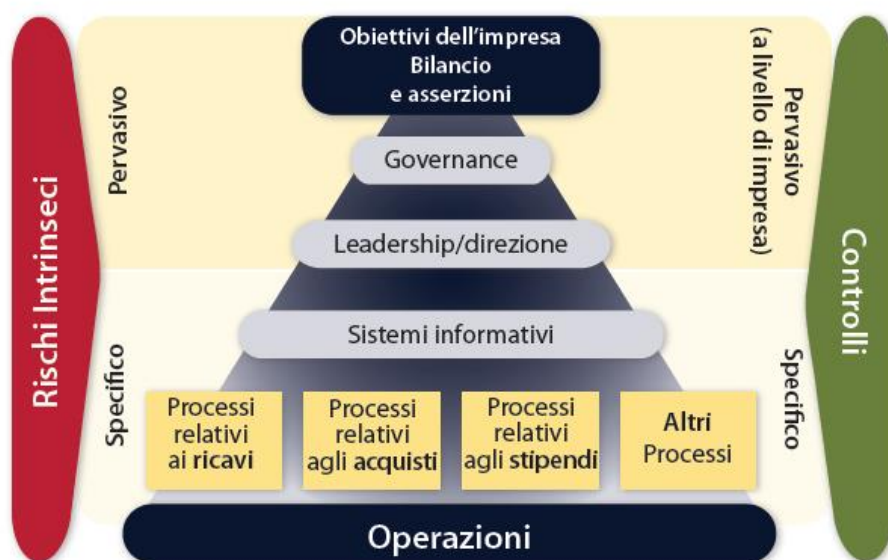 Obiettivi dell'impresa
Bilancio
e asserzioni
Rischi Intrinseci
Pervasivo
Pervasivo
(a livello di impresa)
Controlli
Governance
Leadership/direzione
Specifico
Sistemi informativi
Specifico
Processi
relativi
ai ricavi
Processi
relativi
agli acquisti
Processi
relativi
agli stipendi
Altri
Processi
Operazioni